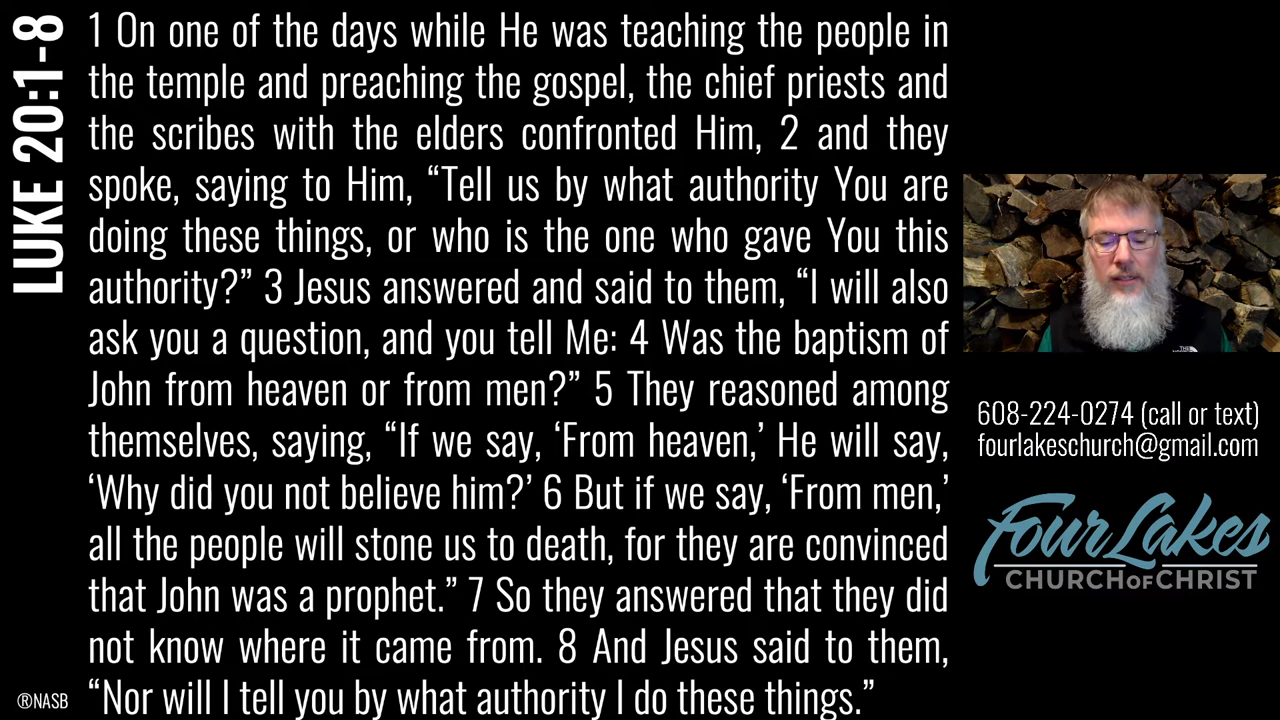 LUKE 20:1-8
1 On one of the days while He was teaching the people in
the temple and preaching the gospel, the chief priests and
the scribes with the elders confronted Him, 2 and they
spoke, saying to Him, “Tell us by what authority You are
doing these things, or who is the one who gave You this
authority?” 3 Jesus answered and said to them, “I will also
ask you a question, and you tell Me: 4 Was the baptism of
John from heaven or from men?” 5 They reasoned among
themselves, saying, “If we say, ‘From heaven,’ He will say,
‘Why did you not believe him?’ 6 But if we say, ‘From men,’
all the people will stone us to death, for they are convinced
that John was a prophet.” 7 So they answered that they did
not know where it came from. 8 And Jesus said to them,
“Nor will I tell you by what authority I do these things.”
®NASB
608-224-0274 (call or text)
fourlakeschurch@gmail.com
Four Lakes
CHURCH OF CHRIST